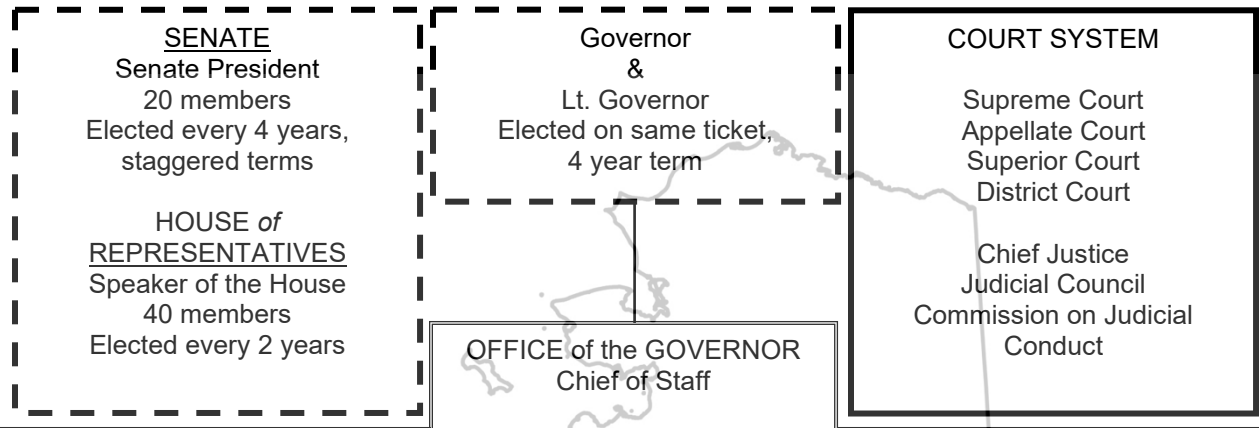 SENATE
Senate President
20 members
Elected every 4 years,
staggered terms
HOUSE of
REPRESENTATIVES
Speaker of the House
40 members
Elected every 2 years
Governor
&
Lt. Governor
Elected on same ticket,
4 year term
OFFICE of the GOVERNOR
Chief of Staff
COURT SYSTEM
Supreme Court
Appellate Court
Superior Court
District Court
Chief Justice
Judicial Council
Commission on Judicial
Conduct